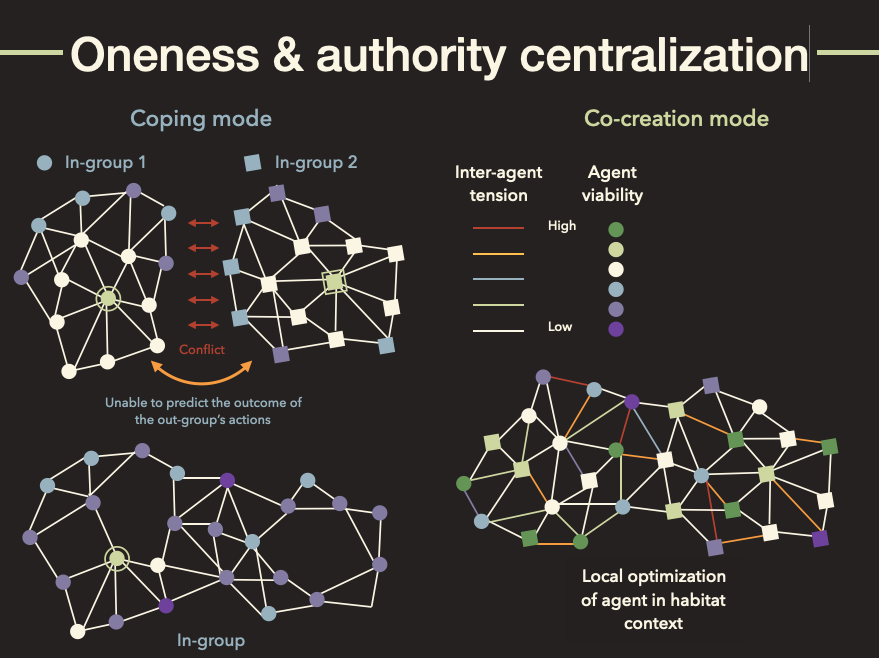 Oneness & authority centralization
Coping mode
Co-creation mode
In-group 1
In-group 2
Inter-agent
tension
Agent
viability
High
Low
Conflict
Unable to predict the outcome of
the out-group's actions
In-group
Local optimization
of agent in habitat
context